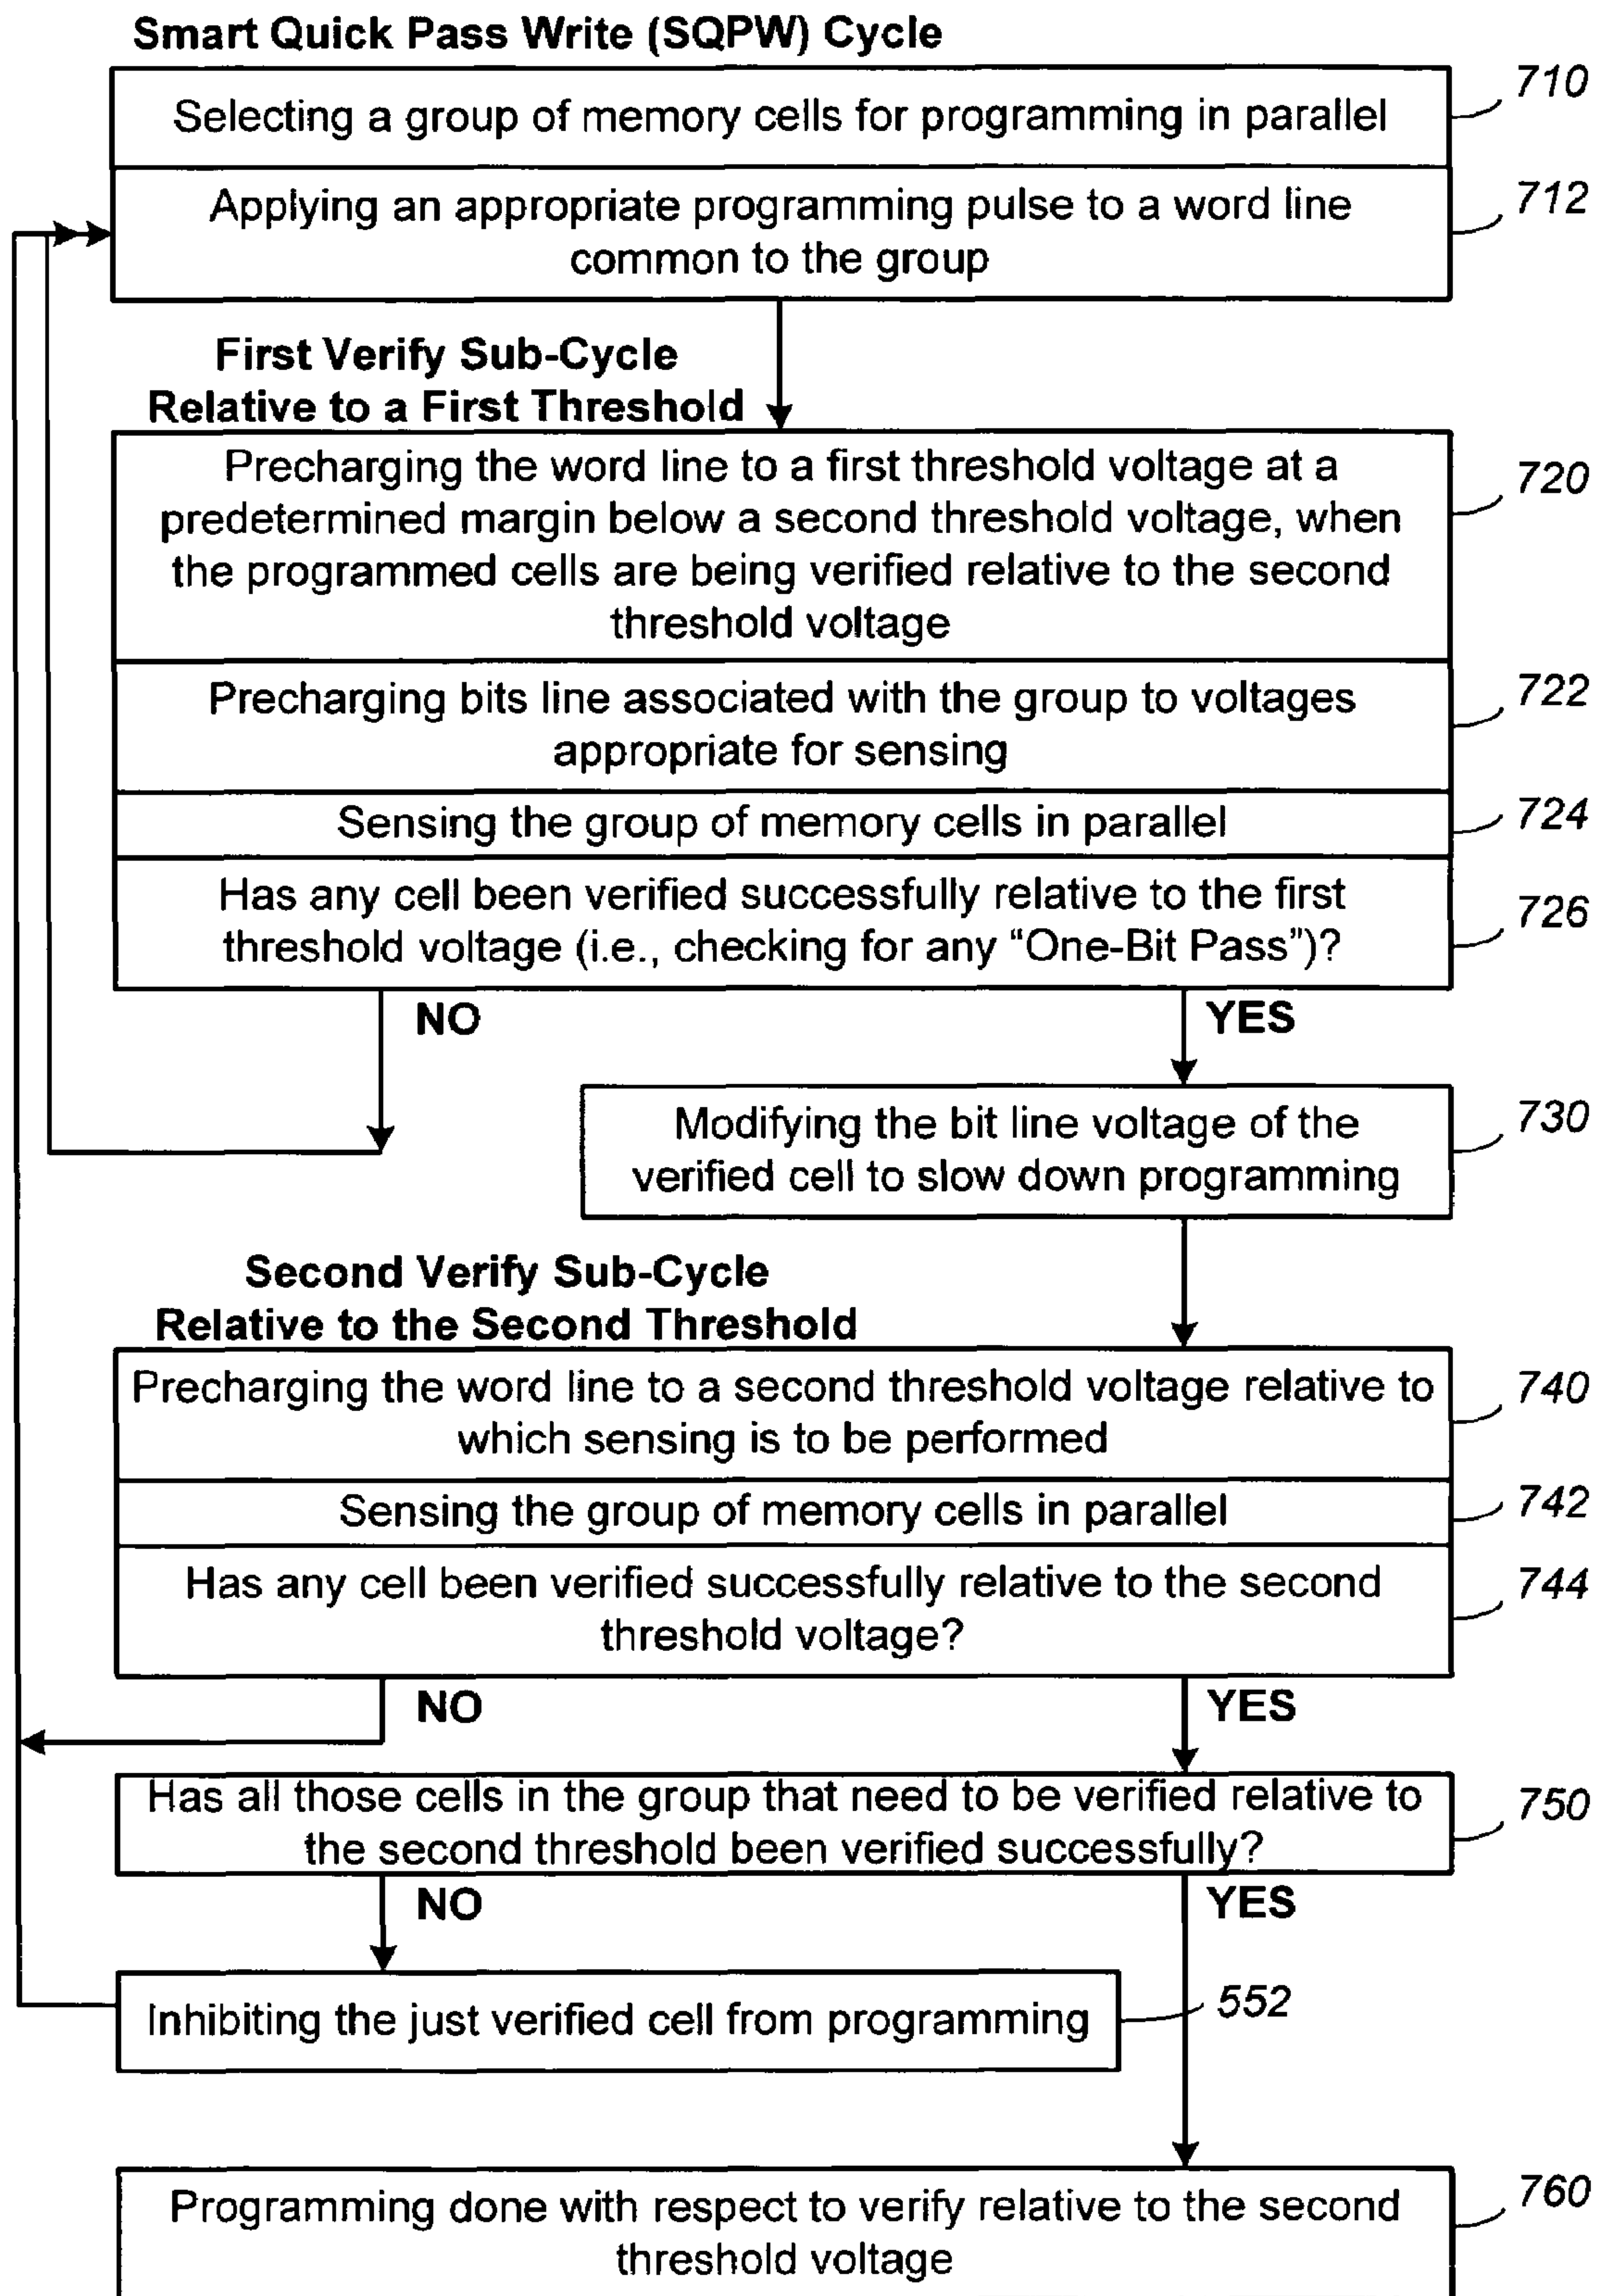 Smart Quick Pass Write (SQPW) Cycle
Selecting a group of memory cells for programming in parallel
710
Applying an appropriate programming pulse to a word line
common to the group
712
First Verify Sub-Cycle
Relative to a First Threshold
Precharging the word line to a first threshold voltage at a
predetermined margin below a second threshold voltage, when
the programmed cells are being verified relative to the second
threshold voltage
720
Precharging bits line associated with the group to voltages
appropriate for sensing
722
Sensing the group of memory cells in parallel
724
Has any cell been verified successfully relative to the first
threshold voltage (i.e., checking for any “One-Bit Pass”)?
726
NO
YES
Modifying the bit line voltage of the
verified cell to slow down programming
730
Second Verify Sub-Cycle
Relative to the Second Threshold
Precharging the word line to a second threshold voltage relative to
which sensing is to be performed
740
Sensing the group of memory cells in parallel
742
Has any cell been verified successfully relative to the second
threshold voltage?
744
NO
YES
Has all those cells in the group that need to be verified relative to
the second threshold been verified successfully?
750
NO
YES
Inhibiting the just verified cell from programming
552
Programming done with respect to verify relative to the second
threshold voltage
760